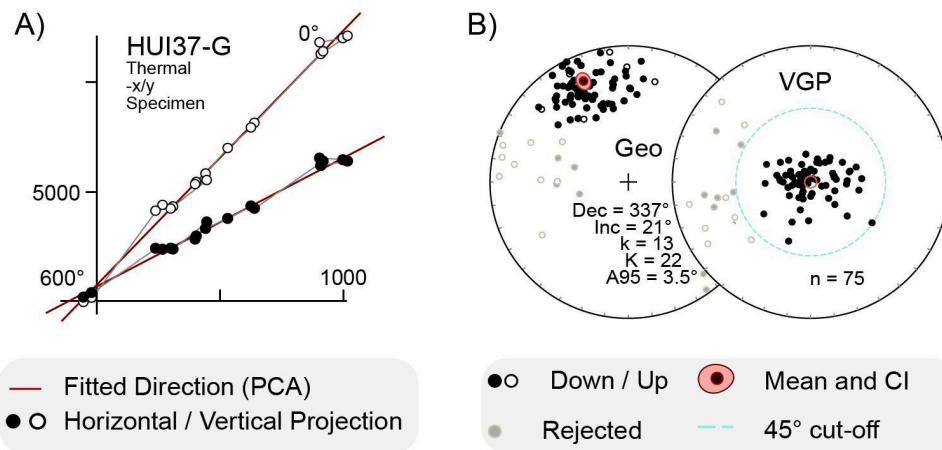 A)
HUI37-G
Thermal
-x/y
Specimen
0°
5000
600°
1000
B)
VGP
Geo
Dec = 337°
Inc = 21°
k = 13
K = 22
A95 = 3.5°
n = 75
Fitted Direction (PCA)
Horizontal / Vertical Projection
Down / Up
Mean and CI
Rejected
45° cut-off